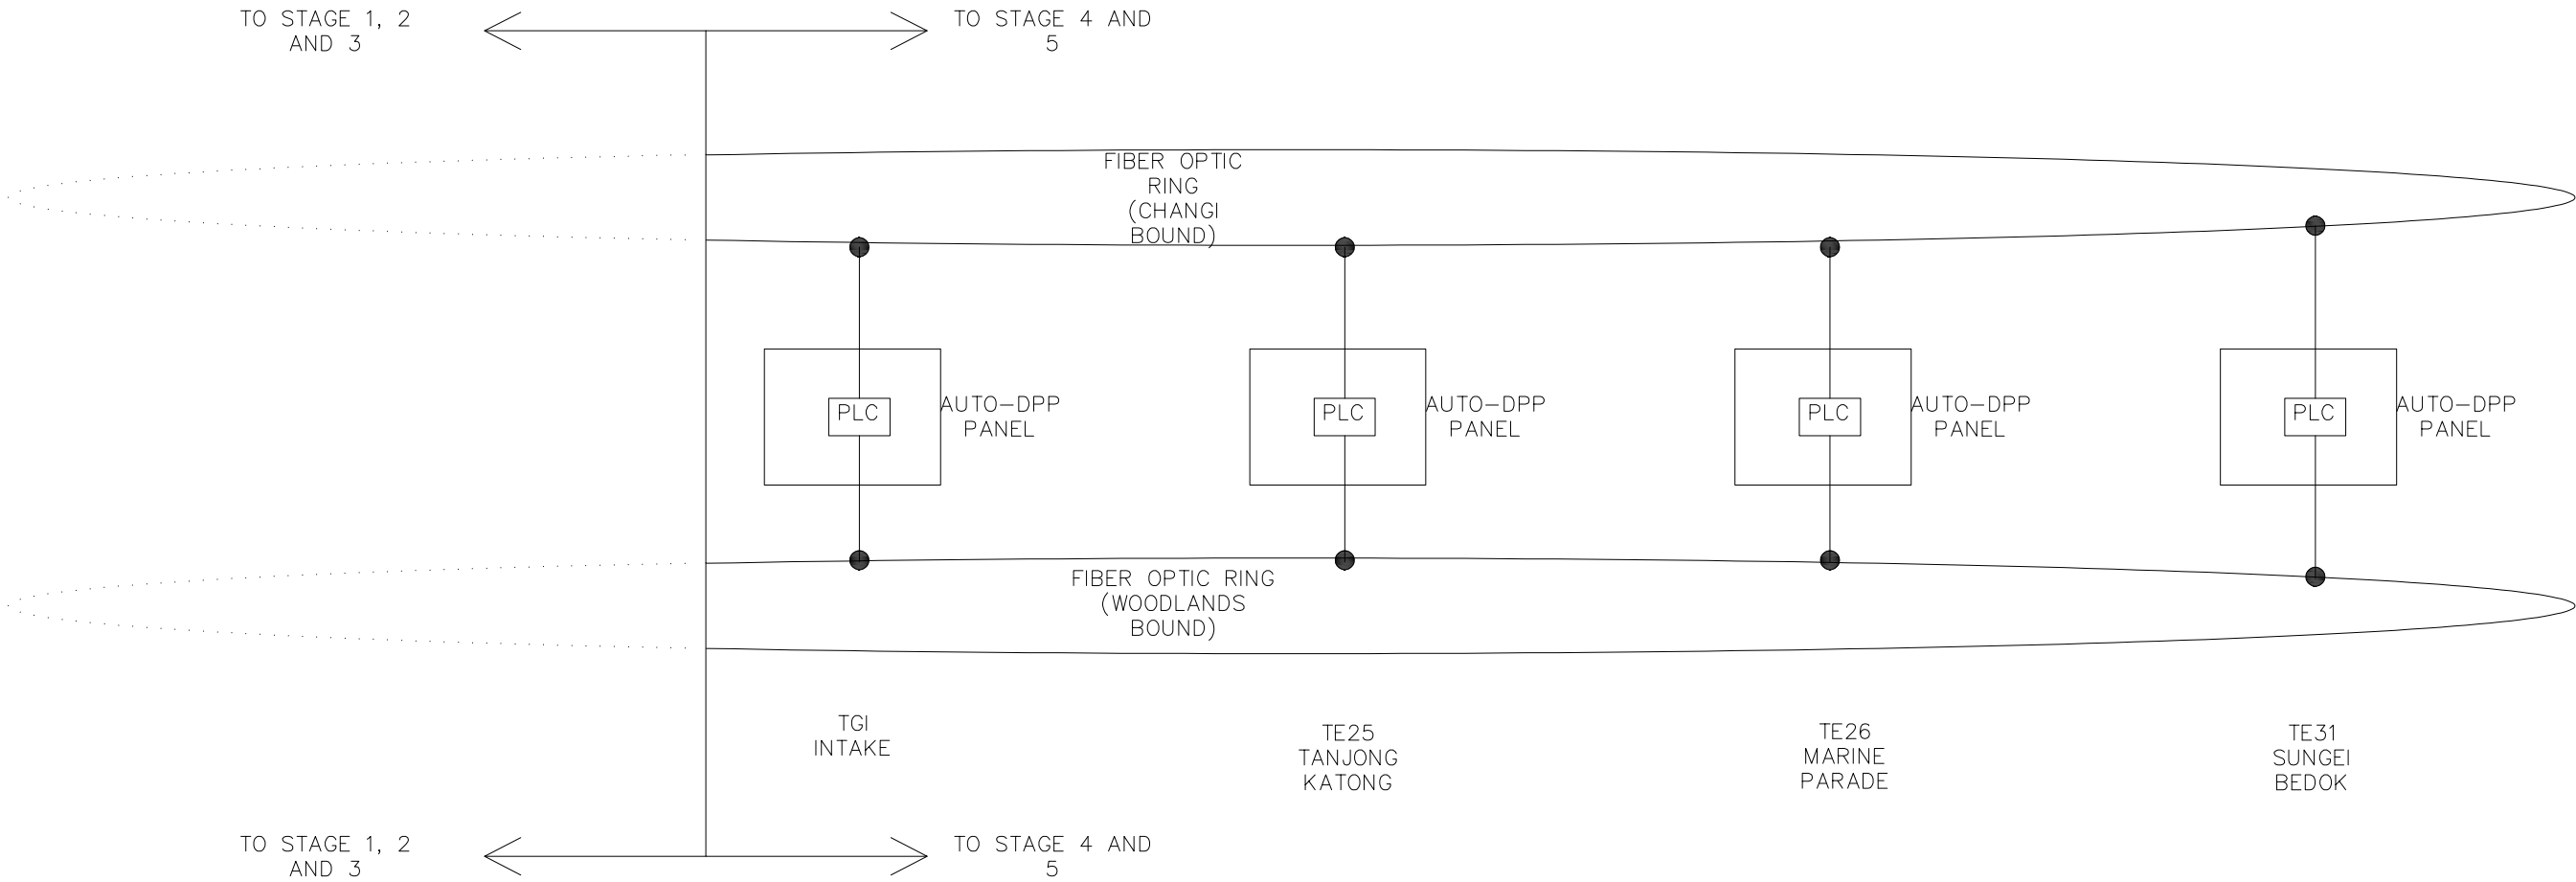 TO STAGE 1, 2
AND 3
TO STAGE 4 AND
5
FIBER OPTIC
RING
(CHANGI
BOUND)
PLC
AUTO-DPP
PANEL
PLC
AUTO-DPP
PANEL
PLC
AUTO-DPP
PANEL
PLC
AUTO-DPP
PANEL
FIBER OPTIC RING
(WOODLANDS
BOUND)
TGI
INTAKE
TE25
TANJONG
KATONG
TE26
MARINE
PARADE
TE31
SUNGEI
BEDOK
TO STAGE 1, 2
AND 3
TO STAGE 4 AND
5